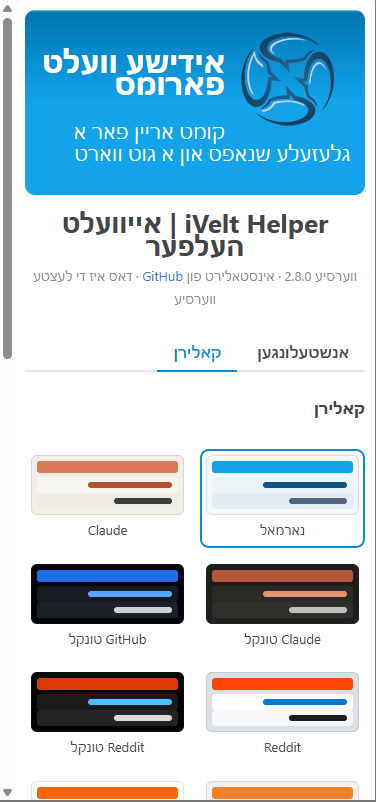 אידישע וועלט
פארומס
קומט אריין פאר א
גלעזעלע שנאפס און א גוט ווארט
iVelt Helper | אייוועלט
העלפער
ווערסיע 2.8.0 · אינסטאלירט פון GitHub · דאס איז די לעצטע
ווערסיע
אנשטעלונגען קאלירן
קאלירן
נארמאל
Claude
Claude טונקל
GitHub טונקל
Reddit
Reddit טונקל